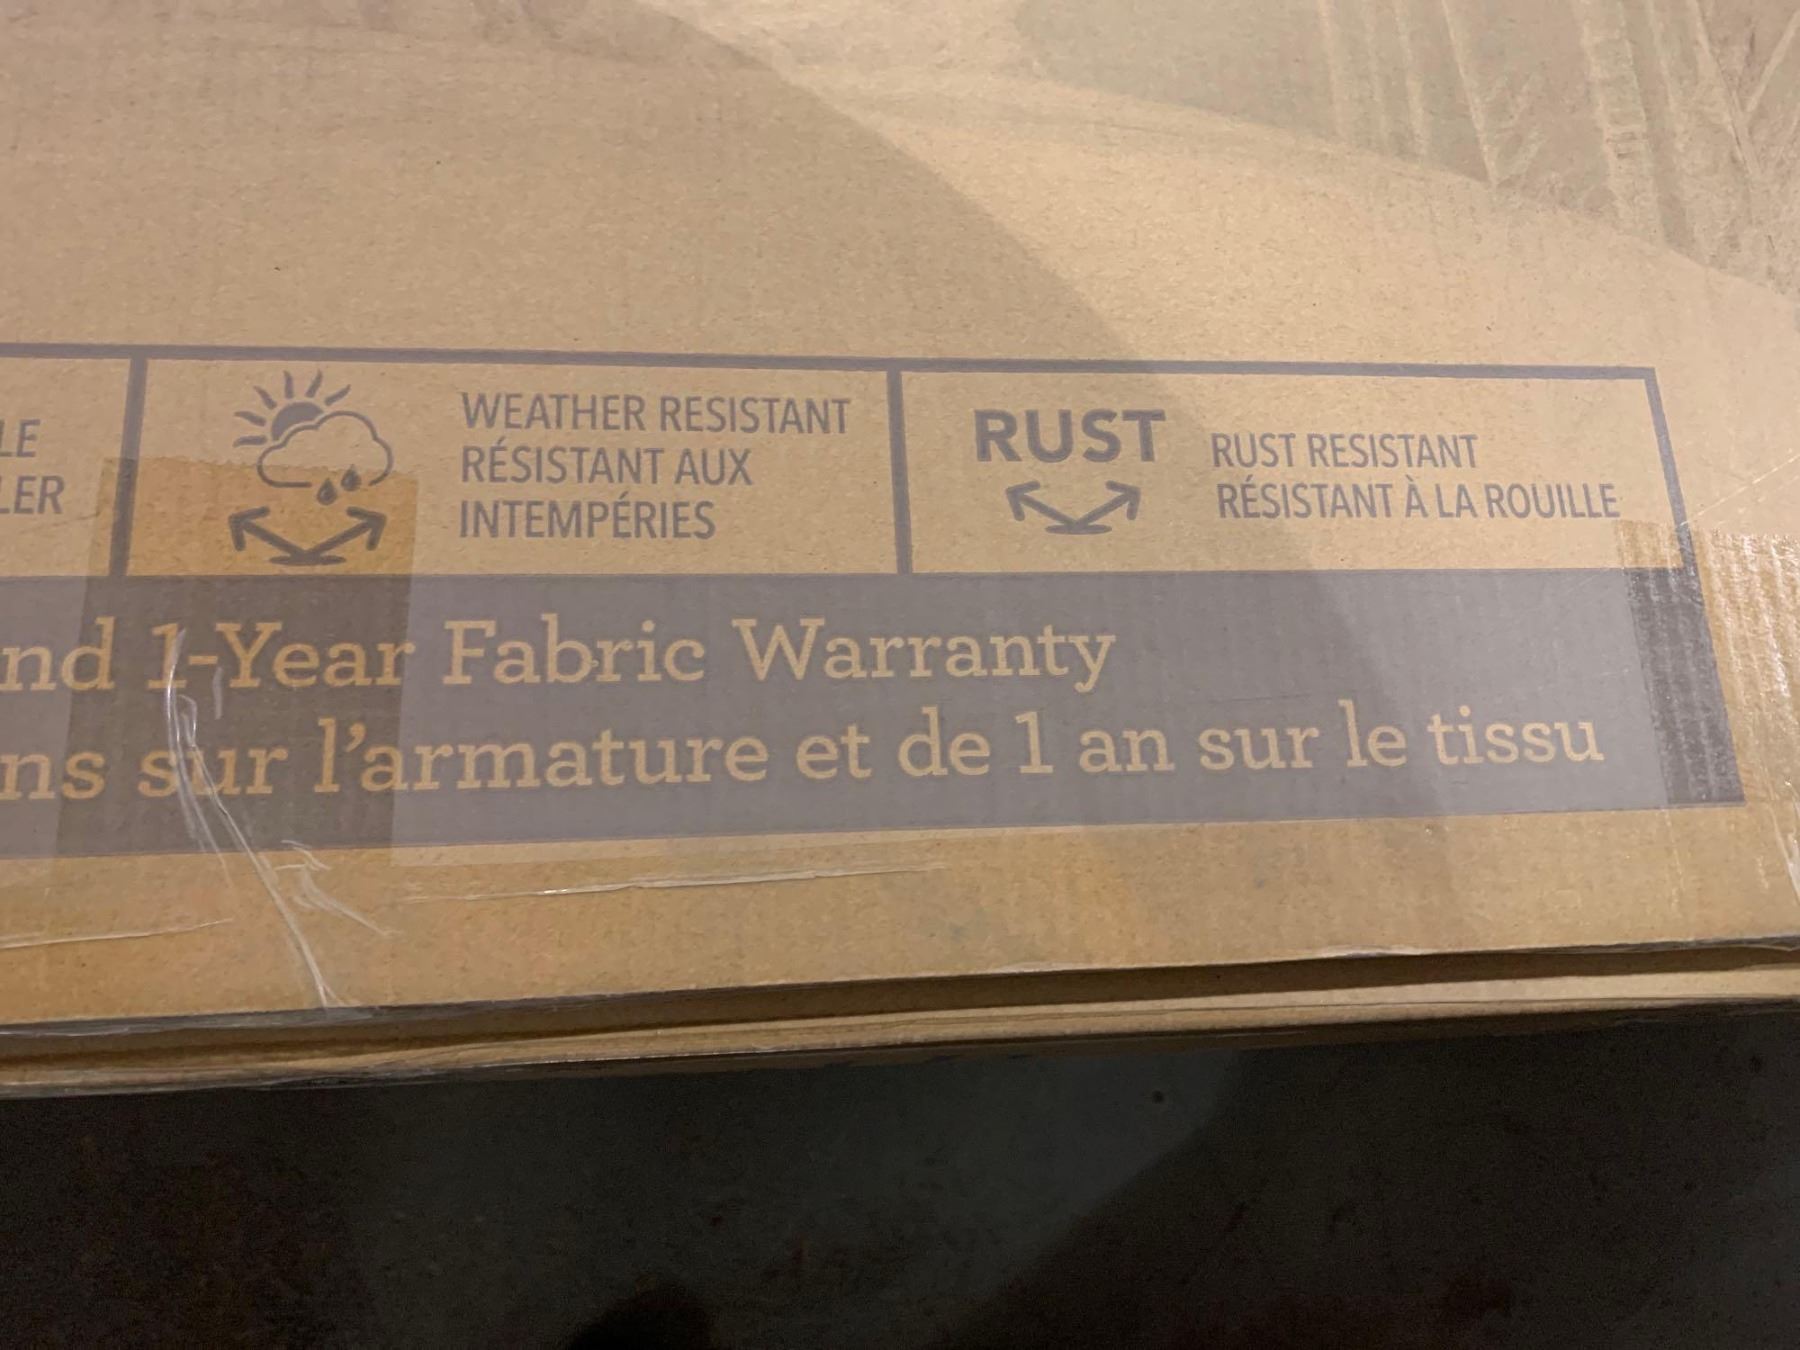 LE
LER
WEATHER RESISTANT
RÉSISTANT AUX
INTEMPÉRIES
RUST
RUST RESISTANT
RÉSISTANT À LA ROUILLE
nd 1-Year Fabric Warranty
ns sur l'armature et de 1 an sur le tissu